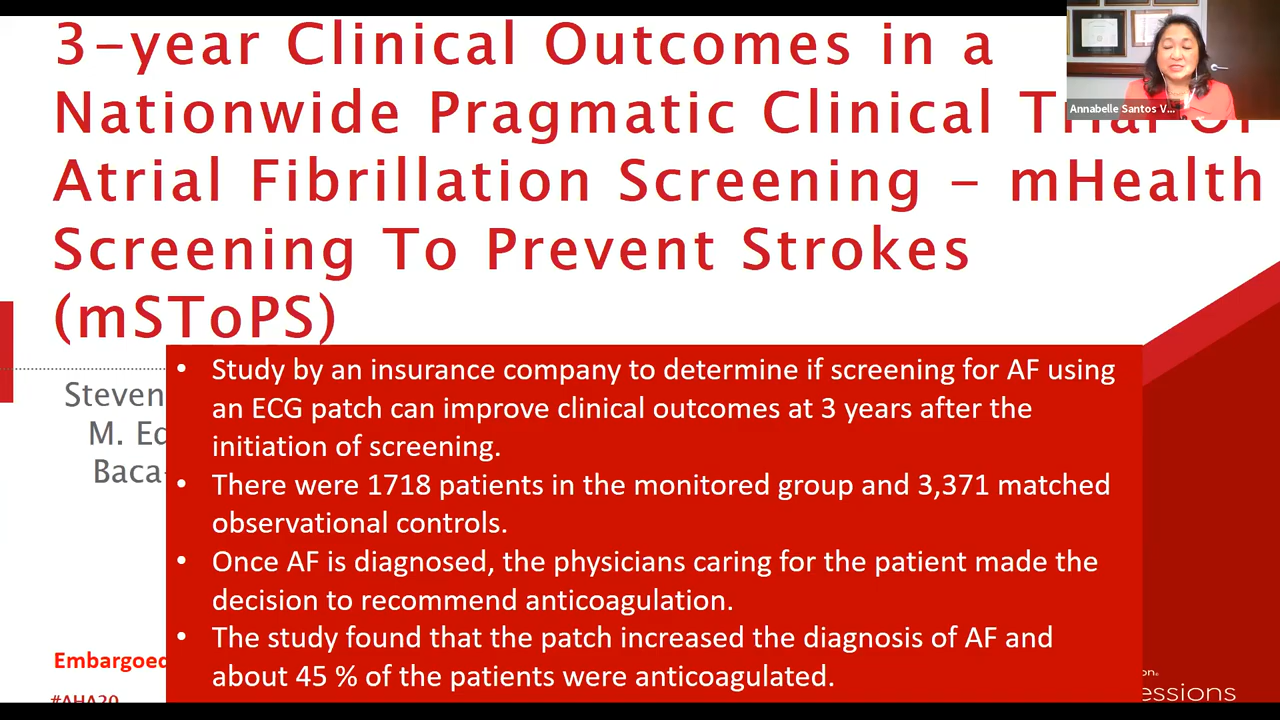 3-year Clinical Outcomes in a
Nationwide Pragmatic Clinical Trial of
Atrial Fibrillation Screening - mHealth
Screening To Prevent Strokes
(mSToPS)
Annabelle Santos V...
Steven
M. Ed
Baca-
• Study by an insurance company to determine if screening for AF using
an ECG patch can improve clinical outcomes at 3 years after the
initiation of screening.
• There were 1718 patients in the monitored group and 3,371 matched
observational controls.
• Once AF is diagnosed, the physicians caring for the patient made the
decision to recommend anticoagulation.
• The study found that the patch increased the diagnosis of AF and
about 45 % of the patients were anticoagulated.
Embargoed
#AHA20
on.
essions